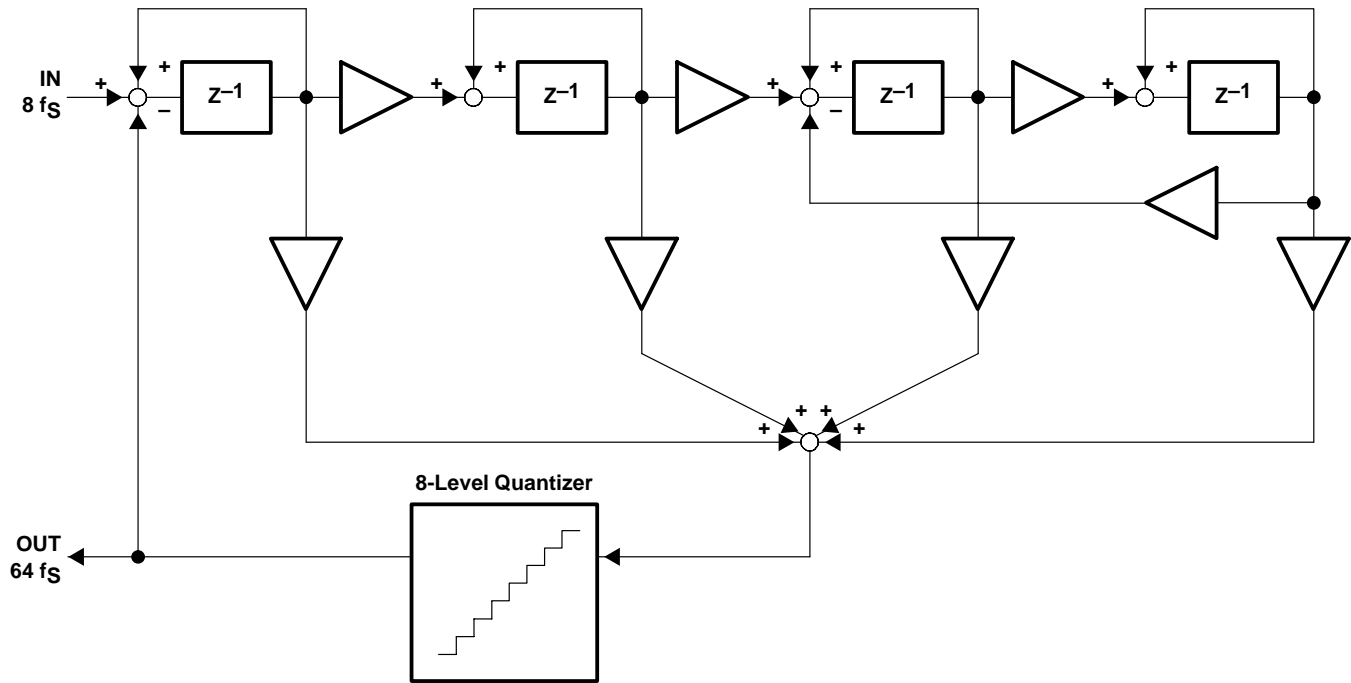 IN
8 fS
+
+
–
Z–1
+
+
Z–1
+
+
–
Z–1
+
+
Z–1
+
+
+
+
8-Level Quantizer
OUT
64 fS